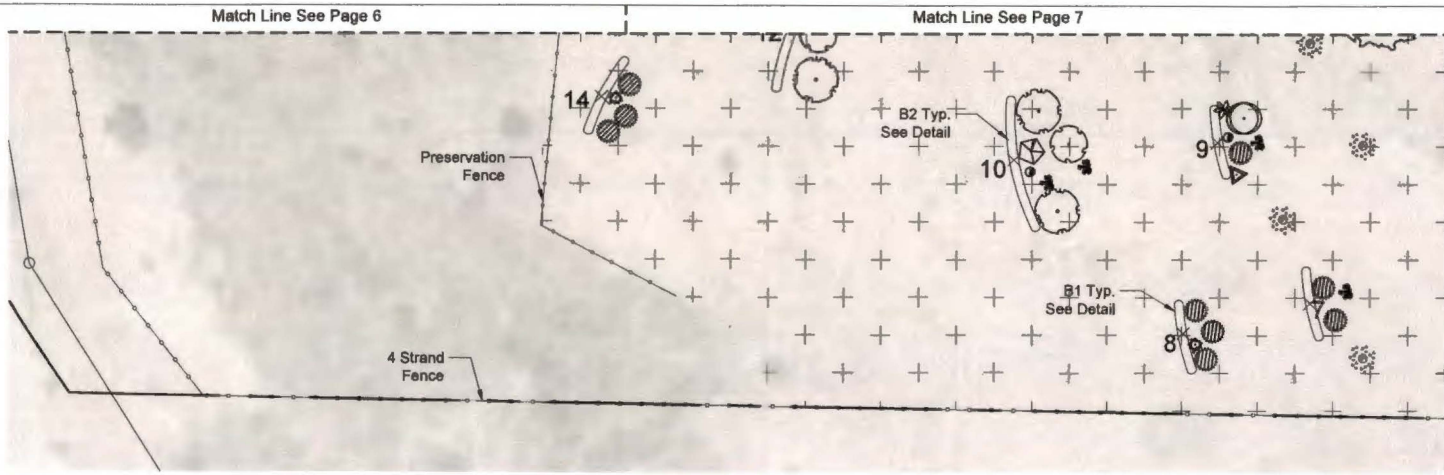 Match Line See Page 6
Match Line See Page 7
14
B2 Typ.
See Detail
Preservation
Fence
10
9
B1 Typ.
See Detail
8
4 Strand
Fence